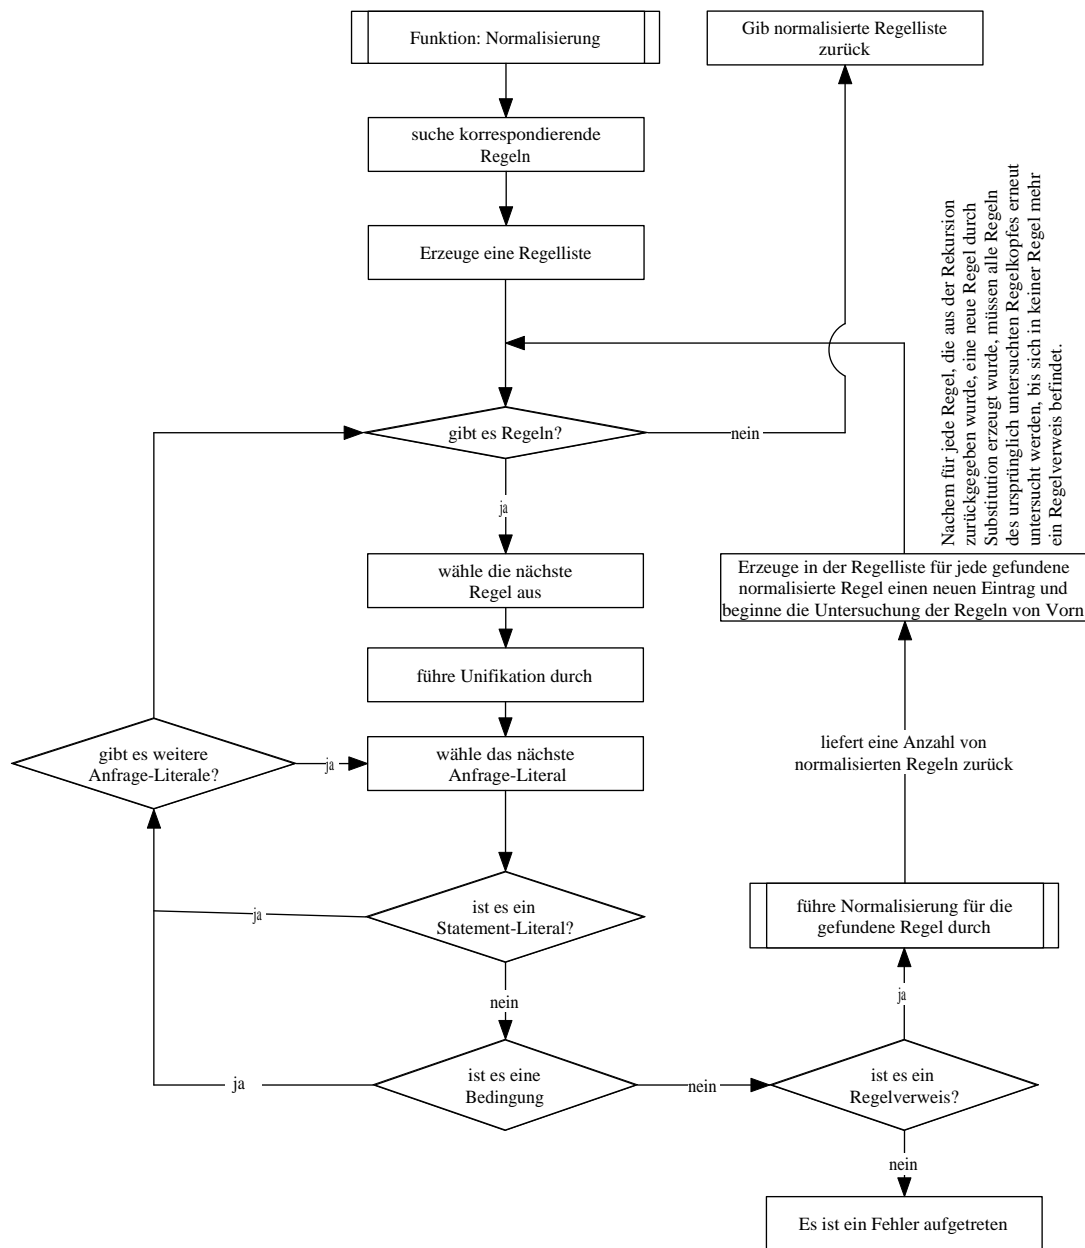 Funktion: Normalisierung
Gib normalisierte Regelliste
zurück
suche korrespondierende
Regeln
Erzeuge eine Regelliste
Nachem für jede Regel, die aus der Rekursion
zurückgegeben wurde, eine neue Regel durch
Substitution erzeugt wurde, müssen alle Regeln
des ursprünglich untersuchten Regelkopfes erneut
untersucht werden, bis sich in keiner Regel mehr
ein Regelverweis befindet.
gibt es Regeln?
nein
ja
wähle die nächste
Regel aus
Erzeuge in der Regelliste für jede gefundene
normalisierte Regel einen neuen Eintrag und
beginne die Untersuchung der Regeln von Vorn
führe Unifikation durch
gibt es weitere
Anfrage-Literale?
ja
wähle das nächste
Anfrage-Literal
liefert eine Anzahl von
normalisierten Regeln zurück
ist es ein
Statement-Literal?
ja
führe Normalisierung für die
gefundene Regel durch
nein
ja
ist es eine
Bedingung
ja
nein
ist es ein
Regelverweis?
nein
Es ist ein Fehler aufgetreten